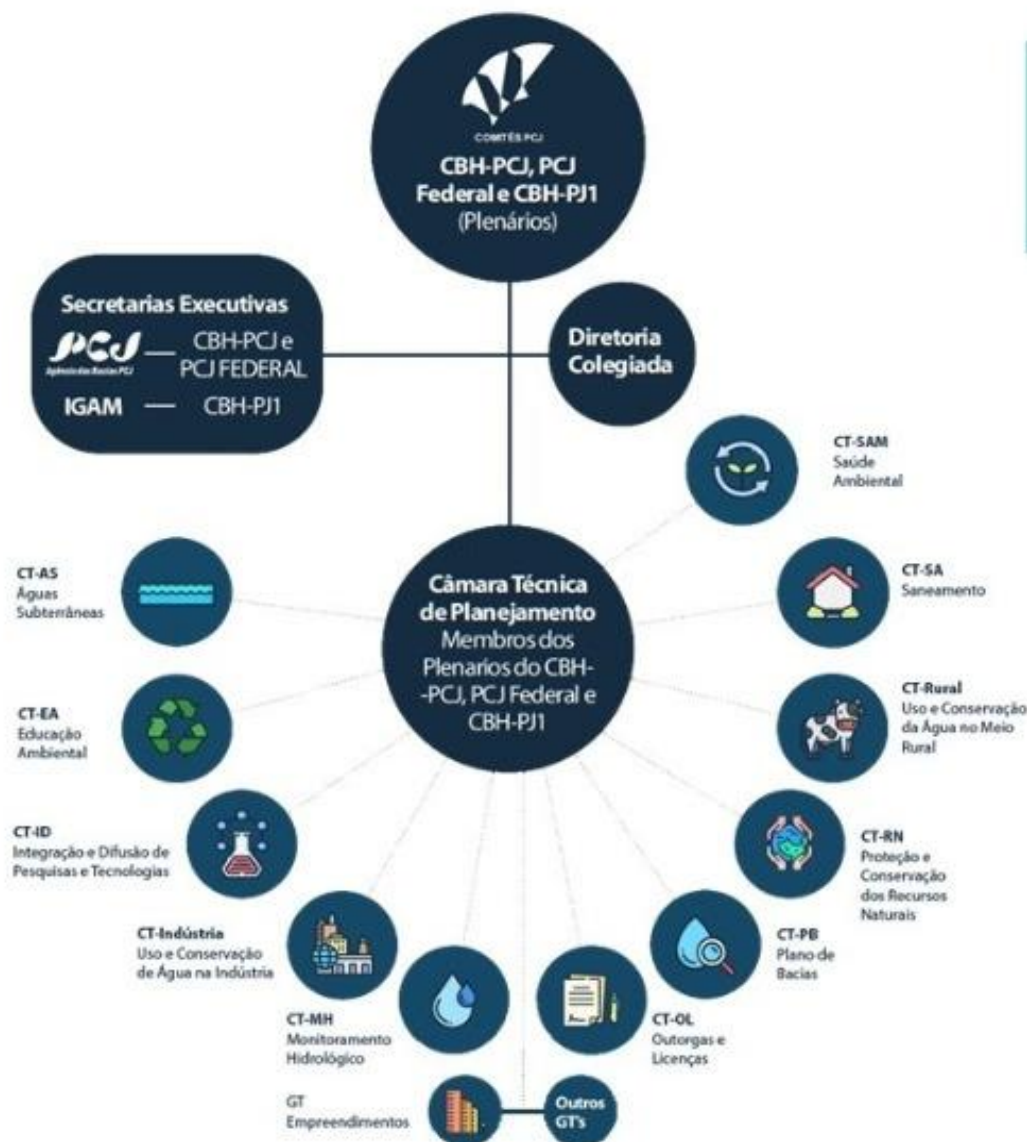 COMITÊS PCJ
CBH-PCJ, PCJ
Federal e CBH-PJ1
(Plenários)
Secretarias Executivas
PCJ — CBH-PCJ e
Agência das Bacias PCJ
PCJ FEDERAL
IGAM — CBH-PJ1
Diretoria
Colegiada
CT-SAM
Saúde
Ambiental
CT-AS
Águas
Subterrâneas
Câmara Técnica
de Planejamento
Membros dos
Plenarios do CBH-
-PCJ, PCJ Federal e
CBH-PJ1
CT-SA
Saneamento
CT-EA
Educação
Ambiental
CT-Rural
Uso e Conservação
da Água no Meio
Rural
CT-ID
Integração e Difusão de
Pesquisas e Tecnologias
CT-RN
Proteção e
Conservação
dos Recursos
Naturais
CT-Indústria
Uso e Conservação
de Água na Indústria
CT-PB
Plano de
Bacias
CT-MH
Monitoramento
Hidrológico
CT-OL
Outorgas e
Licenças
GT
Empreendimentos
Outros
GT's